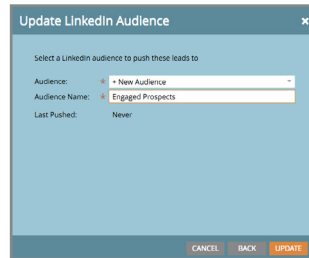 Update LinkedIn Audience ×
Select a LinkedIn audience to push these leads to
Audience: * + New Audience
Audience Name: * Engaged Prospects
Last Pushed: Never
CANCEL BACK UPDATE